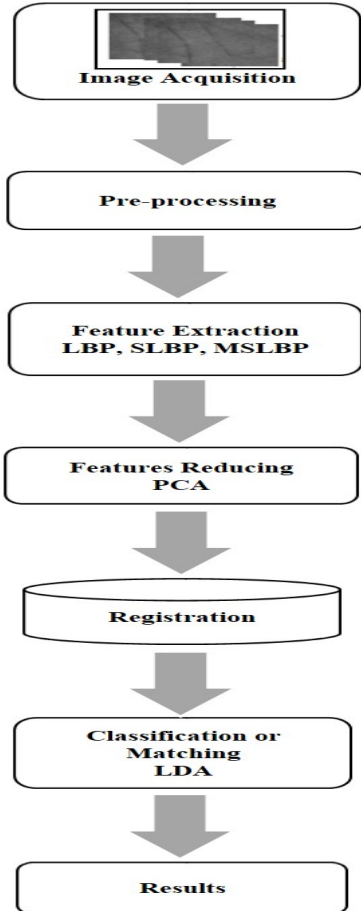 Image Acquisition
Pre-processing
Feature Extraction
LBP, SLBP, MSLBP
Features Reducing
PCA
Registration
Classification or
Matching
LDA
Results